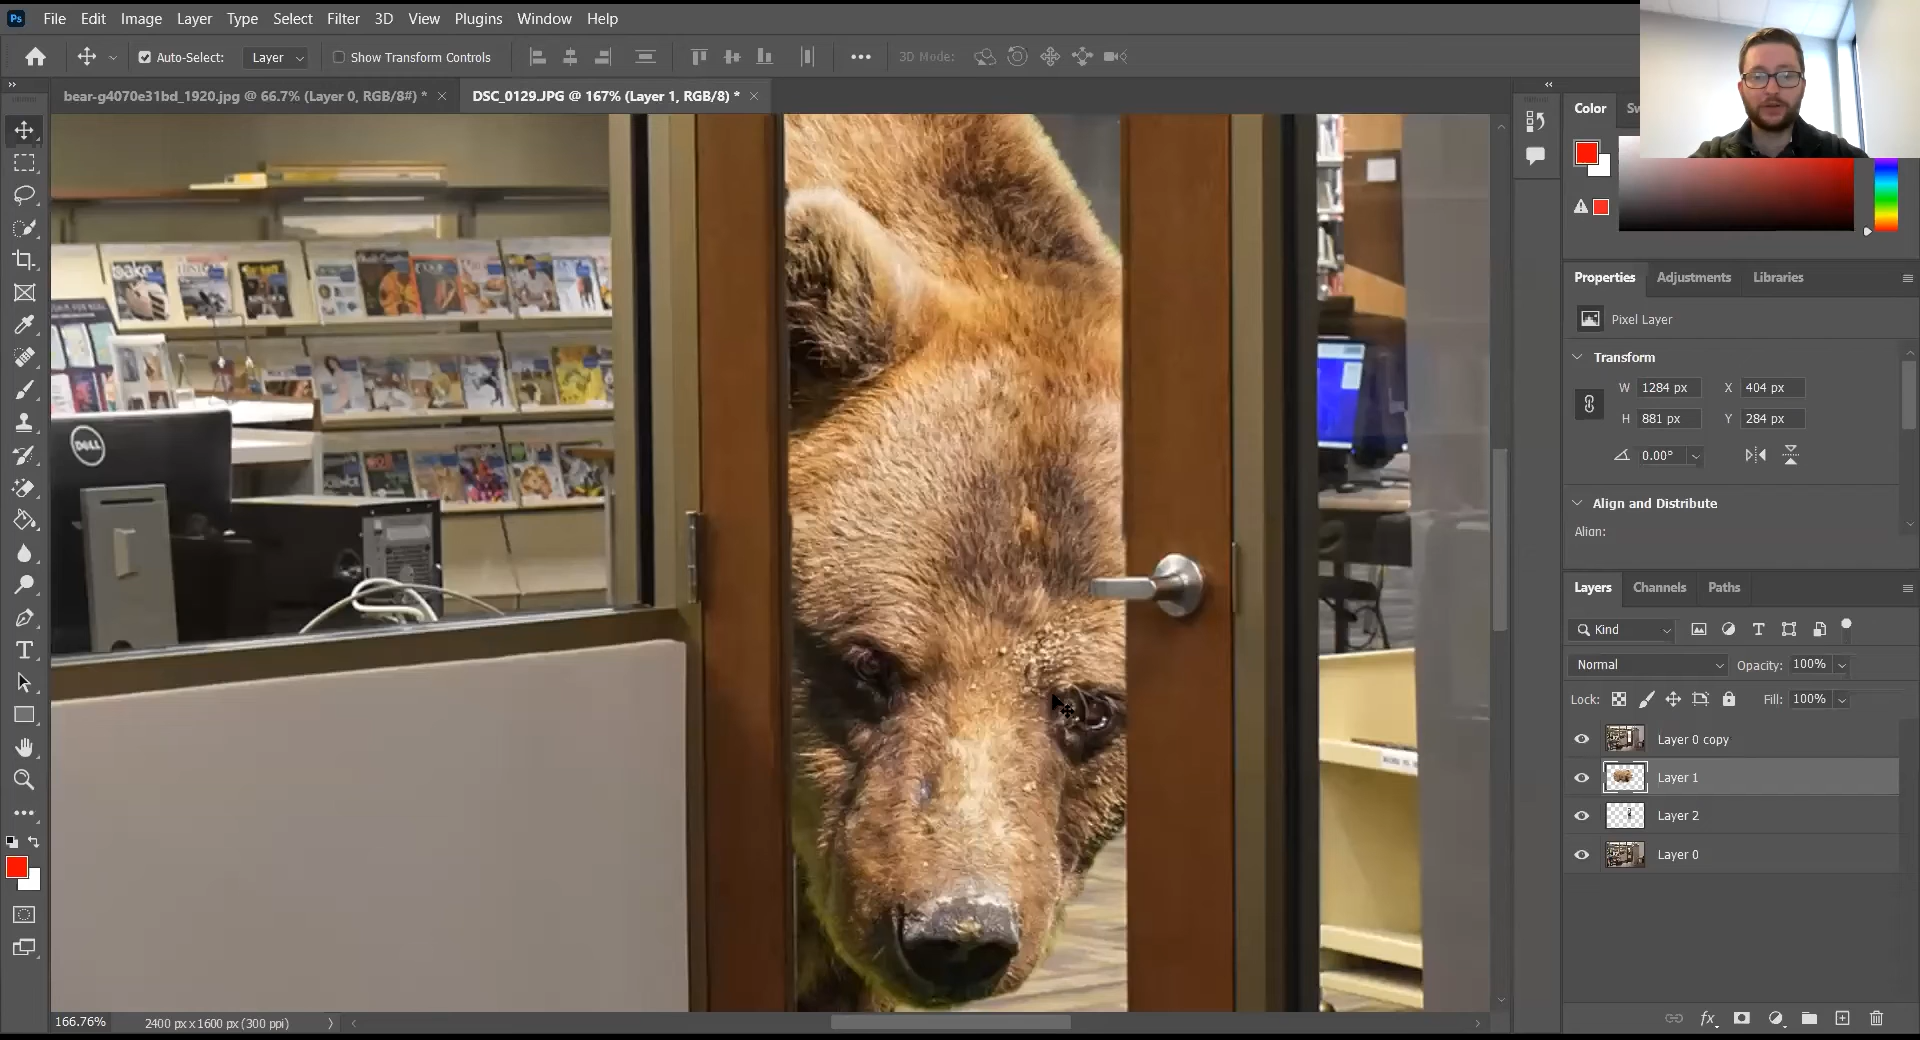 Ps File Edit Image Layer Type Select Filter 3D View Plugins Window Help
Auto-Select: Layer Show Transform Controls 3D Mode:
bear-g4070e31bd_1920.jpg @ 66.7% (Layer 0, RGB/8#) * DSC_0129.JPG @ 167% (Layer 1, RGB/8) *
Color Sw
DELL
Properties Adjustments Libraries
Pixel Layer
Transform
W 1284 px X 404 px
H 881 px Y 284 px
0.00°
Align and Distribute
Align:
Layers Channels Paths
Kind
Normal Opacity: 100%
Lock: Fill: 100%
Layer 0 copy
Layer 1
Layer 2
Layer 0
166.76% 2400 px x 1600 px (300 ppi)